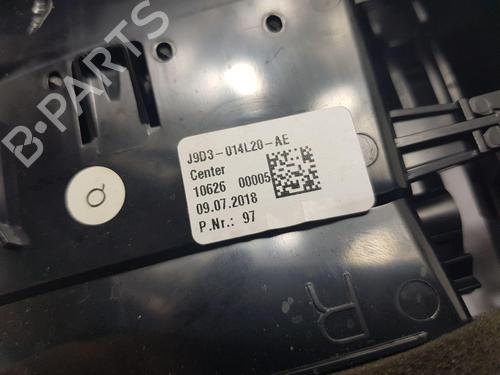 B-PARTS
J9D3-014L20-AE
Center
10626 00005
09.07.2018
P.Nr.: 97
Q
R